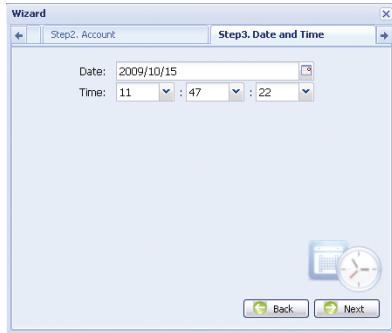 Wizard
Step2. Account
Step3. Date and Time
Date: 2009/10/15
Time: 11 : 47 : 22
Back
Next